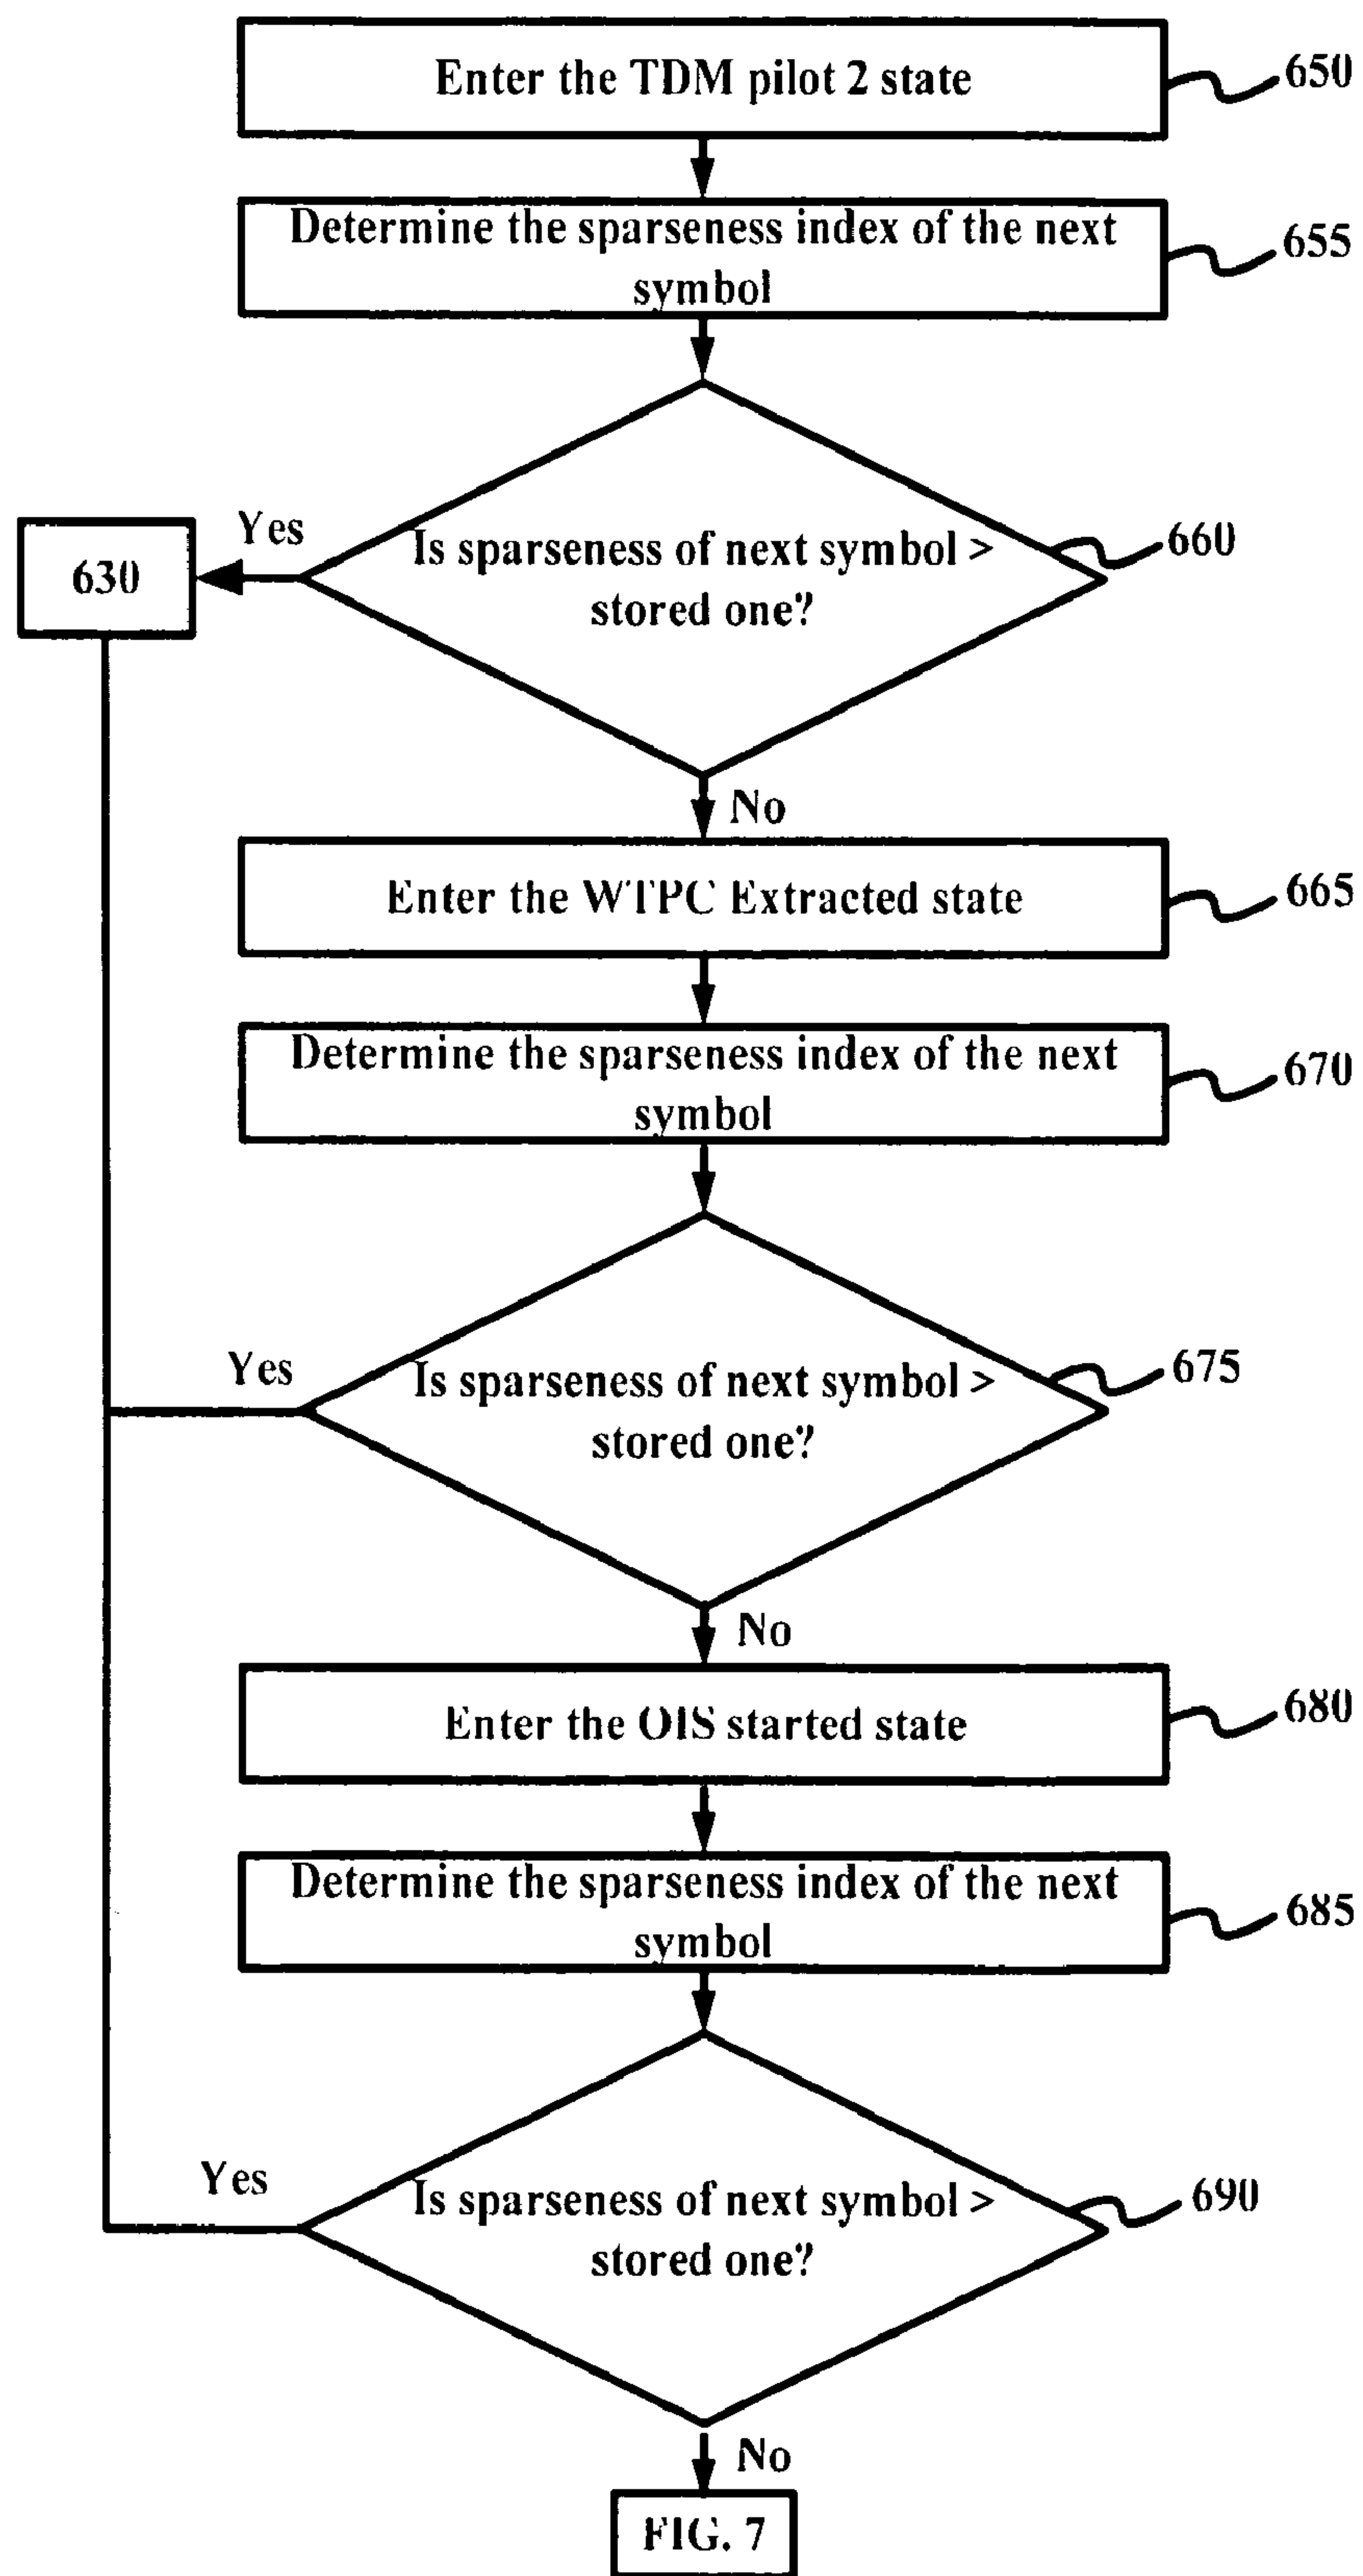 Enter the TDM pilot 2 state
650
Determine the sparseness index of the next
symbol
655
Yes
630
Is sparseness of next symbol >
stored one?
660
No
Enter the WTPC Extracted state
665
Determine the sparseness index of the next
symbol
670
Yes
Is sparseness of next symbol >
stored one?
675
No
Enter the OIS started state
680
Determine the sparseness index of the next
symbol
685
Yes
Is sparseness of next symbol >
stored one?
690
No
FIG. 7